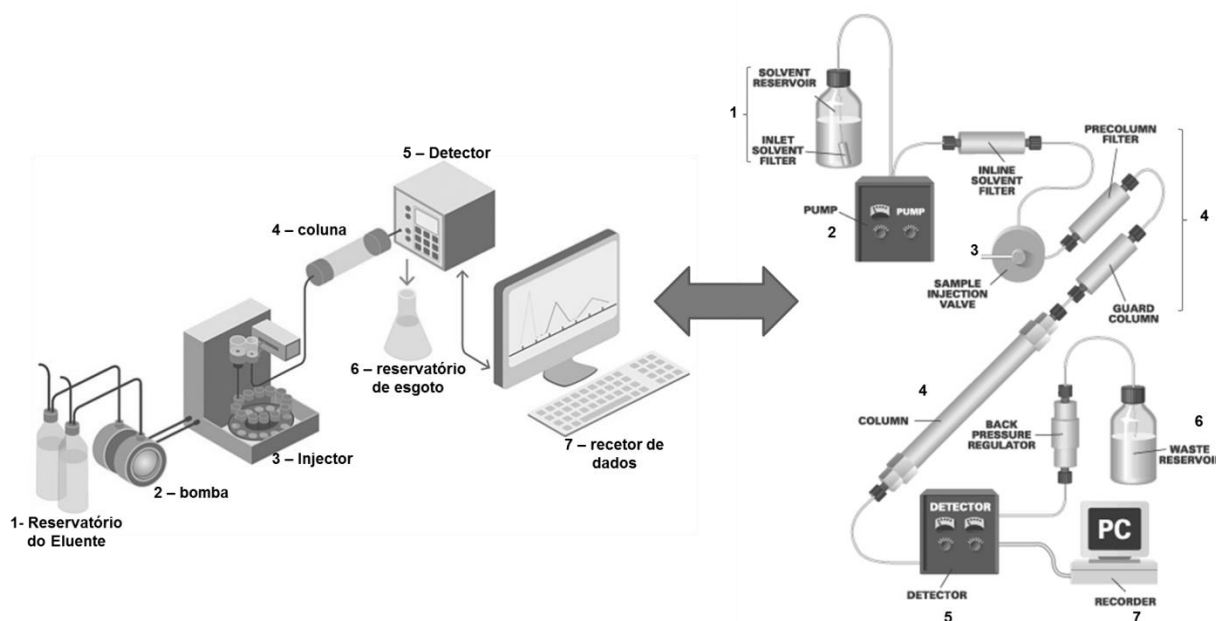 5 – Detector
4 – coluna
6 – reservatório
de esgoto
7 – recetor de
dados
3 – Injector
2 – bomba
1- Reservatório
do Eluente
1
SOLVENT
RESERVOIR
INLET
SOLVENT
FILTER
PUMP
2
PUMP
INLINE
SOLVENT
FILTER
PRECOLUMN
FILTER
4
3
SAMPLE
INJECTION
VALVE
GUARD
COLUMN
4
COLUMN
BACK
PRESSURE
REGULATOR
6
WASTE
RESERVOIR
DETECTOR
PC
DETECTOR
5
RECORDER
7